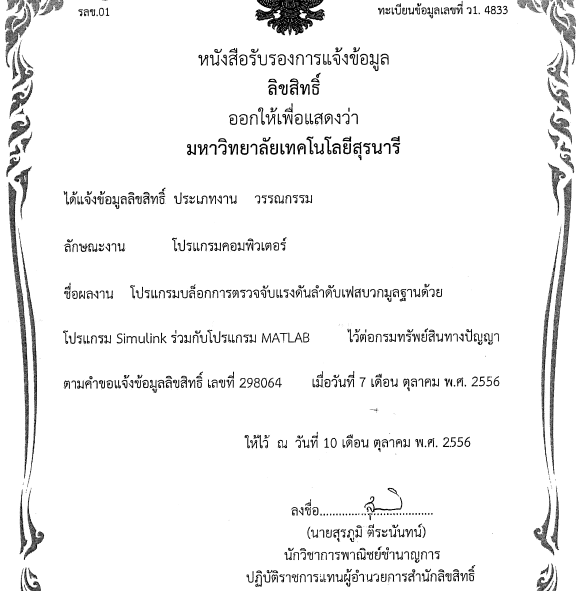 รลข.01
ทะเบียนข้อมูลเลขที่ ว1. 4833
หนังสือรับรองการแจ้งข้อมูล
ลิขสิทธิ์
ออกให้เพื่อแสดงว่า
มหาวิทยาลัยเทคโนโลยีสุรนารี
ได้แจ้งข้อมูลลิขสิทธิ์ ประเภทงาน วรรณกรรม
ลักษณะงาน โปรแกรมคอมพิวเตอร์
ชื่อผลงาน โปรแกรมบล็อกการตรวจจับแรงดันลำดับเฟสบวกมูลฐานด้วย
โปรแกรม Simulink ร่วมกับโปรแกรม MATLAB ไว้ต่อกรมทรัพย์สินทางปัญญา
ตามคำขอแจ้งข้อมูลลิขสิทธิ์ เลขที่ 298064 เมื่อวันที่ 7 เดือน ตุลาคม พ.ศ. 2556
ให้ไว้ ณ วันที่ 10 เดือน ตุลาคม พ.ศ. 2556
ลงชื่อ
(นายสุรภูมิ ตีระนันทน์)
นักวิชาการพาณิชย์ชำนาญการ
ปฏิบัติราชการแทนผู้อำนวยการสำนักลิขสิทธิ์